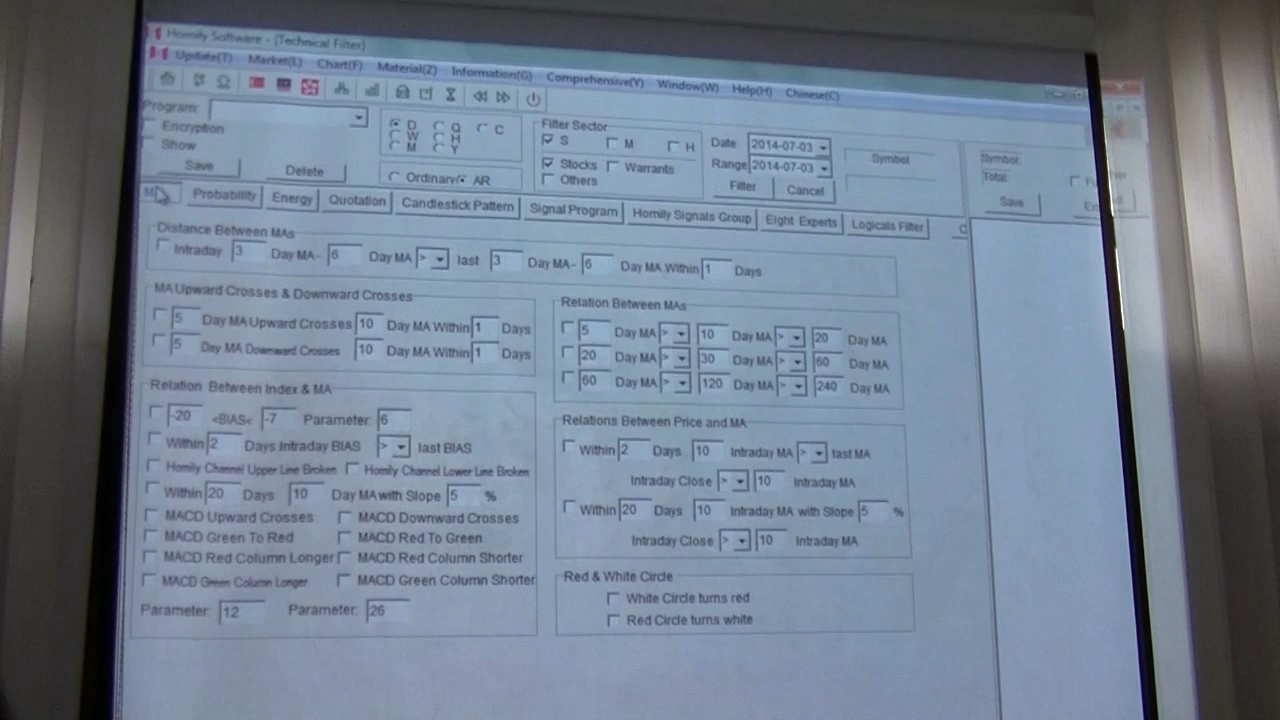 Homily Software - [Technical Filter]
Update(T) Market(L) Chart(F) Material(Z) Information(G) Comprehensive(Y) Window(W) Help(H) Chinese(C)
Program:
Encryption
Show
Save Delete
D Q C
W H
M Y
Ordinary AR
Filter Sector
S M H
Stocks Warrants
Others
Date 2014-07-03
Range 2014-07-03
Filter Cancel
Symbol
Symbol:
Total:
Save
M Probability Energy Quotation Candlestick Pattern Signal Program Homily Signals Group Eight Experts Logicals Filter
Distance Between MAs
Intraday 3 Day MA- 6 Day MA > last 3 Day MA- 6 Day MA Within 1 Days
MA Upward Crosses & Downward Crosses
5 Day MA Upward Crosses 10 Day MA Within 1 Days
5 Day MA Downward Crosses 10 Day MA Within 1 Days
Relation Between MAs
5 Day MA > 10 Day MA > 20 Day MA
20 Day MA > 30 Day MA > 60 Day MA
60 Day MA > 120 Day MA > 240 Day MA
Relation Between Index & MA
-20 <BIAS< -7 Parameter: 6
Within 2 Days Intraday BIAS > last BIAS
Homily Channel Upper Line Broken Homily Channel Lower Line Broken
Within 20 Days 10 Day MA with Slope 5 %
MACD Upward Crosses MACD Downward Crosses
MACD Green To Red MACD Red To Green
MACD Red Column Longer MACD Red Column Shorter
MACD Green Column Longer MACD Green Column Shorter
Parameter: 12 Parameter: 26
Relations Between Price and MA
Within 2 Days 10 Intraday MA > last MA
Intraday Close > 10 Intraday MA
Within 20 Days 10 Intraday MA with Slope 5 %
Intraday Close > 10 Intraday MA
Red & White Circle
White Circle turns red
Red Circle turns white